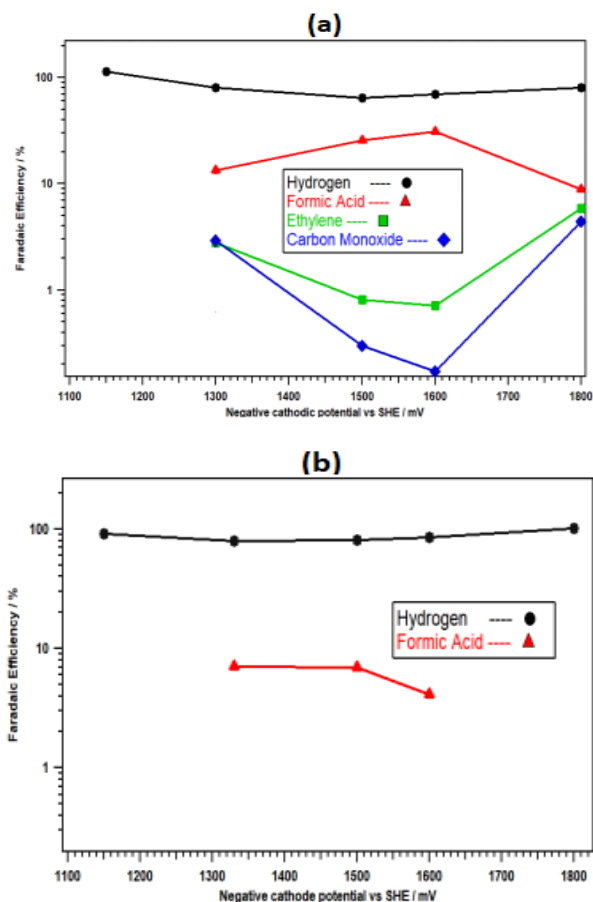 (a)
Faradaic Efficiency / %
100
10
1
Hydrogen ----
Formic Acid ----
Ethylene ----
Carbon Monoxide ----
1100 1200 1300 1400 1500 1600 1700 1800
Negative cathodic potential vs SHE / mV
(b)
Faradaic Efficiency / %
100
10
1
Hydrogen ----
Formic Acid ----
1100 1200 1300 1400 1500 1600 1700 1800
Negative cathode potential vs SHE / mV